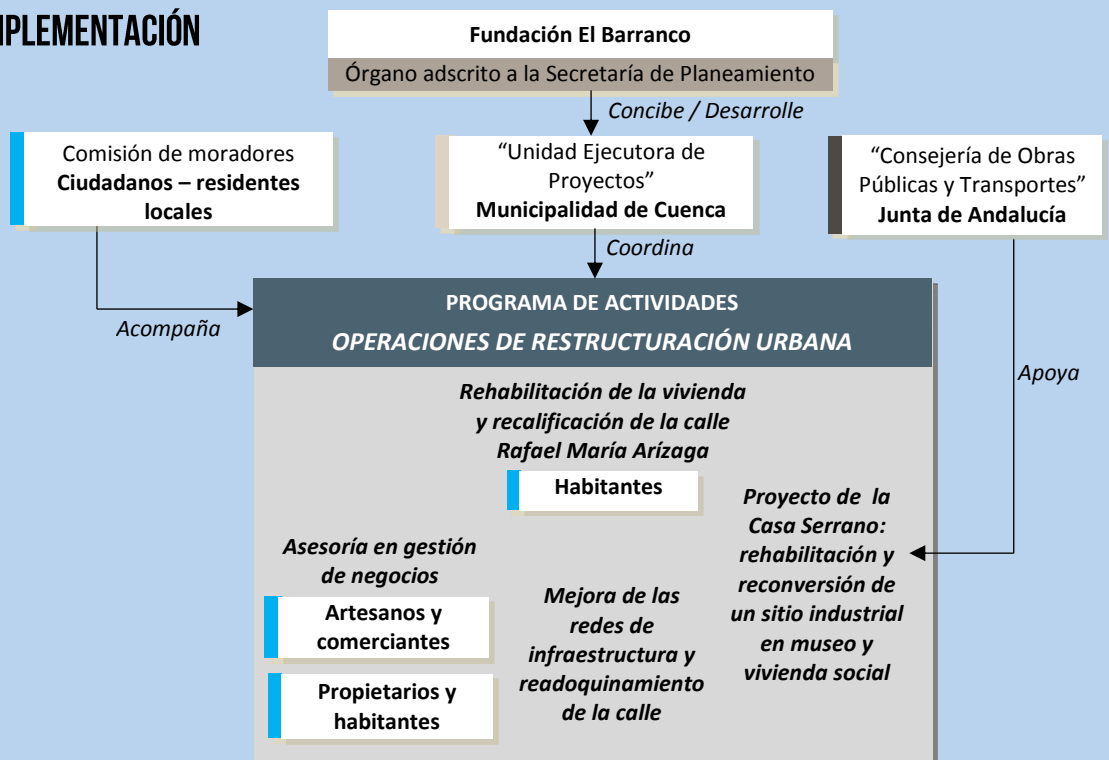 MPLEMENTACIÓN
Fundación El Barranco
Órgano adscrito a la Secretaría de Planeamiento
Concibe / Desarrolle
Comisión de moradores
Ciudadanos – residentes
locales
“Unidad Ejecutora de
Proyectos”
Municipalidad de Cuenca
“Consejería de Obras
Públicas y Transportes”
Junta de Andalucía
Coordina
Acompaña
Apoya
PROGRAMA DE ACTIVIDADES
OPERACIONES DE RESTRUCTURACIÓN URBANA
Rehabilitación de la vivienda
y recalificación de la calle
Rafael María Arízaga
Habitantes
Asesoría en gestión
de negocios
Artesanos y
comerciantes
Propietarios y
habitantes
Mejora de las
redes de
infraestructura y
readoquinamiento
de la calle
Proyecto de la
Casa Serrano:
rehabilitación y
reconversión de
un sitio industrial
en museo y
vivienda social